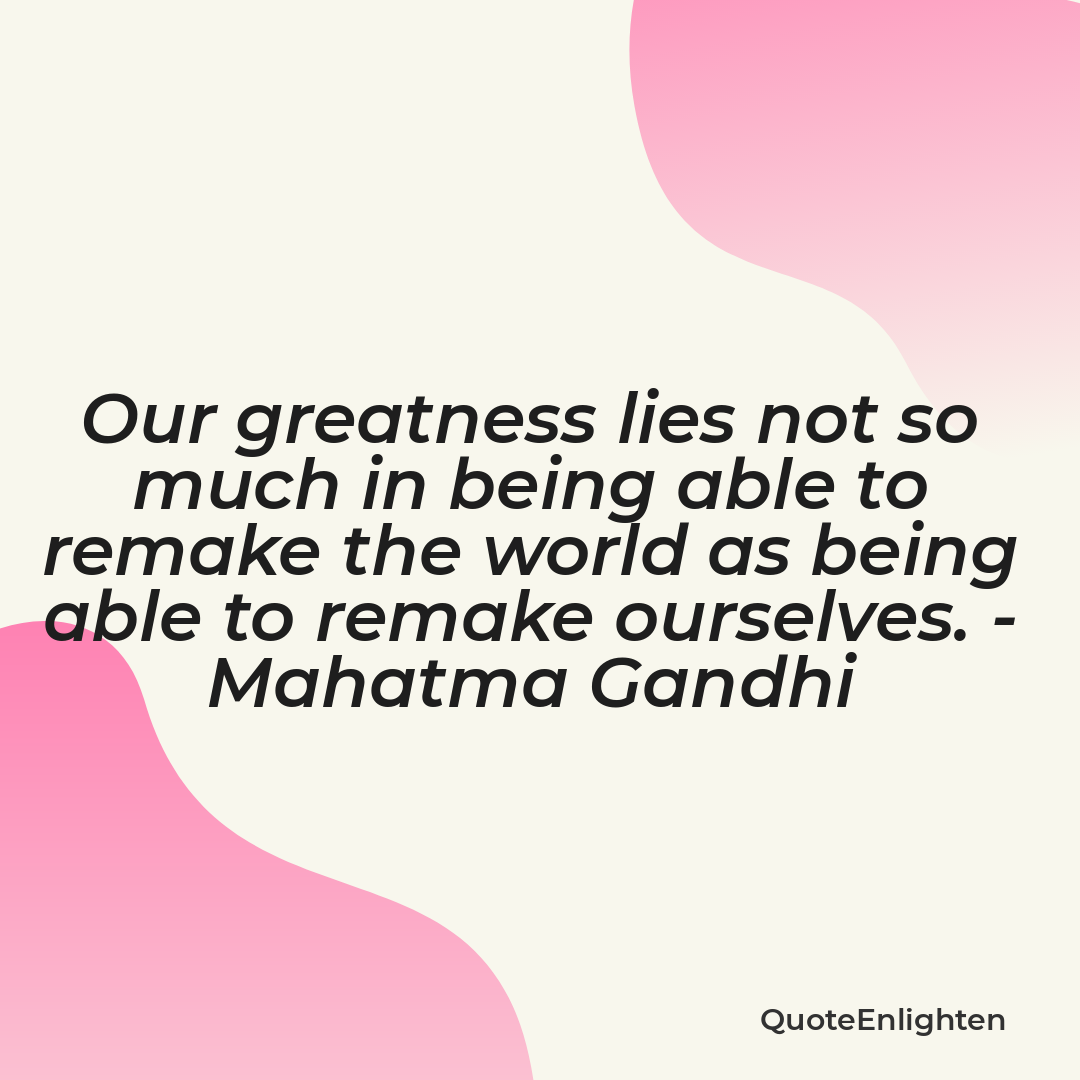 Our greatness lies not so
much in being able to
remake the world as being
able to remake ourselves. -
Mahatma Gandhi
QuoteEnlighten